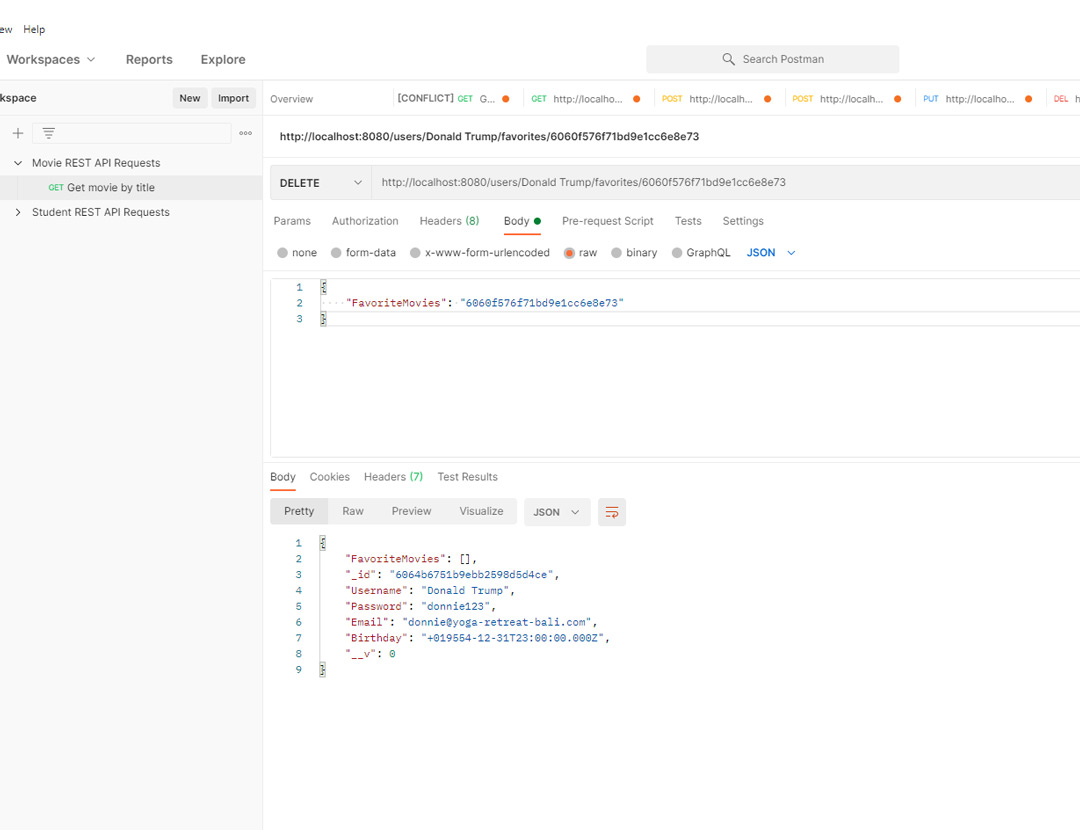 ew Help
Workspaces Reports Explore Search Postman
kspace New Import
Overview [CONFLICT] GET G... GET http://localho... POST http://localh... POST http://localh... PUT http://localho... DEL h
http://localhost:8080/users/Donald Trump/favorites/6060f576f71bd9e1cc6e8e73
Movie REST API Requests
GET Get movie by title
Student REST API Requests
DELETE http://localhost:8080/users/Donald Trump/favorites/6060f576f71bd9e1cc6e8e73
Params Authorization Headers (8) Body Pre-request Script Tests Settings
none form-data x-www-form-urlencoded raw binary GraphQL JSON
1 {
2 ····"FavoriteMovies":·"6060f576f71bd9e1cc6e8e73"
3 }
Body Cookies Headers (7) Test Results
Pretty Raw Preview Visualize JSON
1 {
2 "FavoriteMovies": [],
3 "_id": "6064b6751b9ebb2598d5d4ce",
4 "Username": "Donald Trump",
5 "Password": "donnie123",
6 "Email": "donnie@yoga-retreat-bali.com",
7 "Birthday": "+019554-12-31T23:00:00.000Z",
8 "__v": 0
9 }